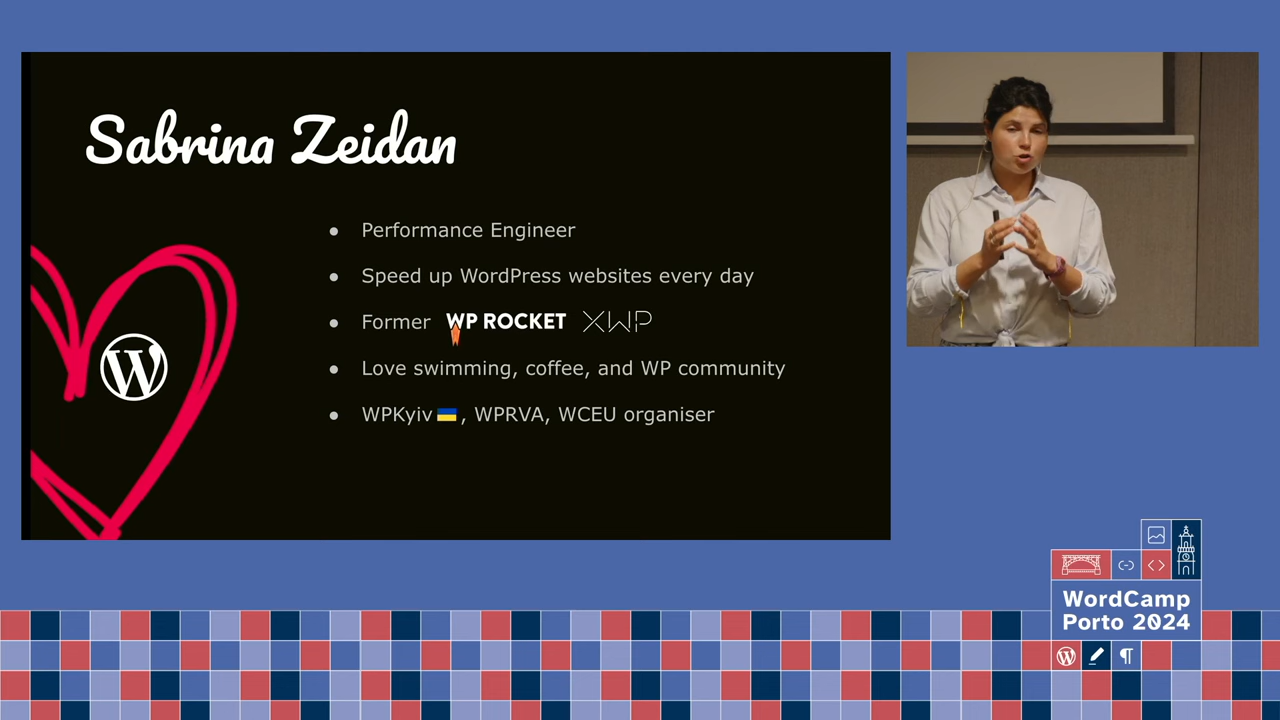 Sabrina Zeidan
Performance Engineer
Speed up WordPress websites every day
Former WP ROCKET XWP
Love swimming, coffee, and WP community
WPKyiv🇺🇦, WPRVA, WCEU organiser
WordCamp
Porto 2024